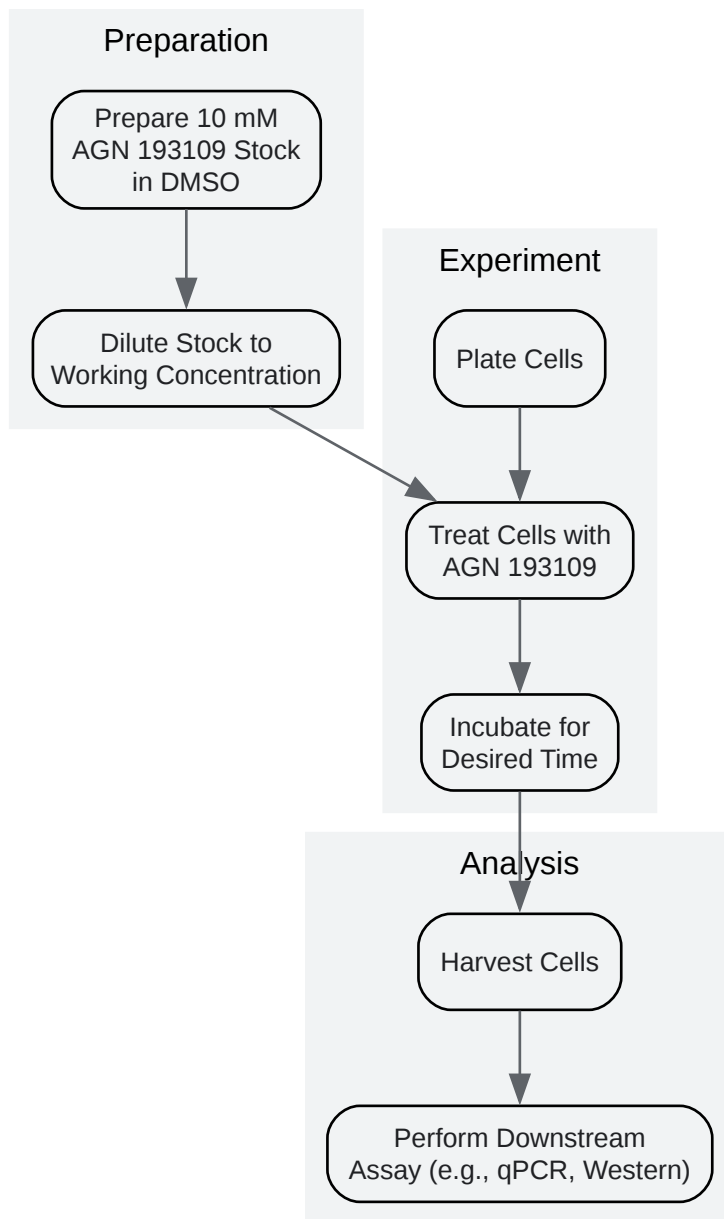 Preparation
Prepare 10 mM
AGN 193109 Stock
in DMSO
Dilute Stock to
Working Concentration
Experiment
Plate Cells
Treat Cells with
AGN 193109
Incubate for
Desired Time
Analysis
Harvest Cells
Perform Downstream
Assay (e.g., qPCR, Western)